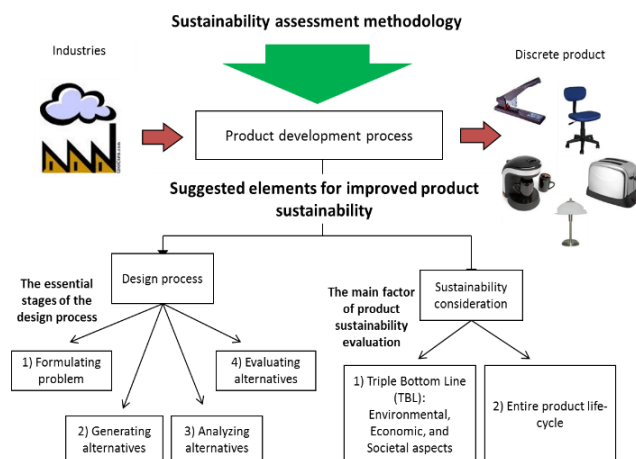 Sustainability assessment methodology
Industries
Discrete product
Product development process
Suggested elements for improved product
sustainability
The essential
stages of the
design process
Design process
The main factor
of product
sustainability
evaluation
Sustainability
consideration
1) Formulating
problem
4) Evaluating
alternatives
2) Generating
alternatives
3) Analyzing
alternatives
1) Triple Bottom Line
(TBL):
Environmental,
Economic, and
Societal aspects
2) Entire product life-
cycle